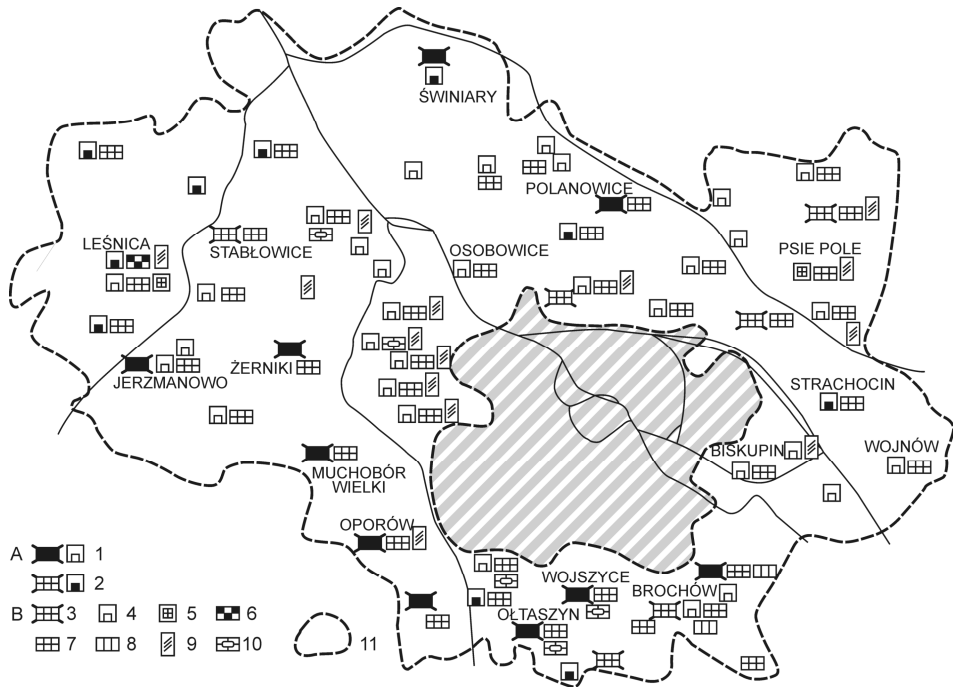 ŚWINIARY
POLANOWICE
LEŚNICA
STABŁOWICE
OSOBOWICE
PSIE POLE
JERZMANOWO
ŻERNIKI
STRACHOCIN
MUCHOBÓR
WIELKI
BISKUPIN
WOJNÓW
OPORÓW
WOJSZYCE
BROCHÓW
OŁTASZYN
A 1
2
B 3 4 5 6
7 8 9 10 11